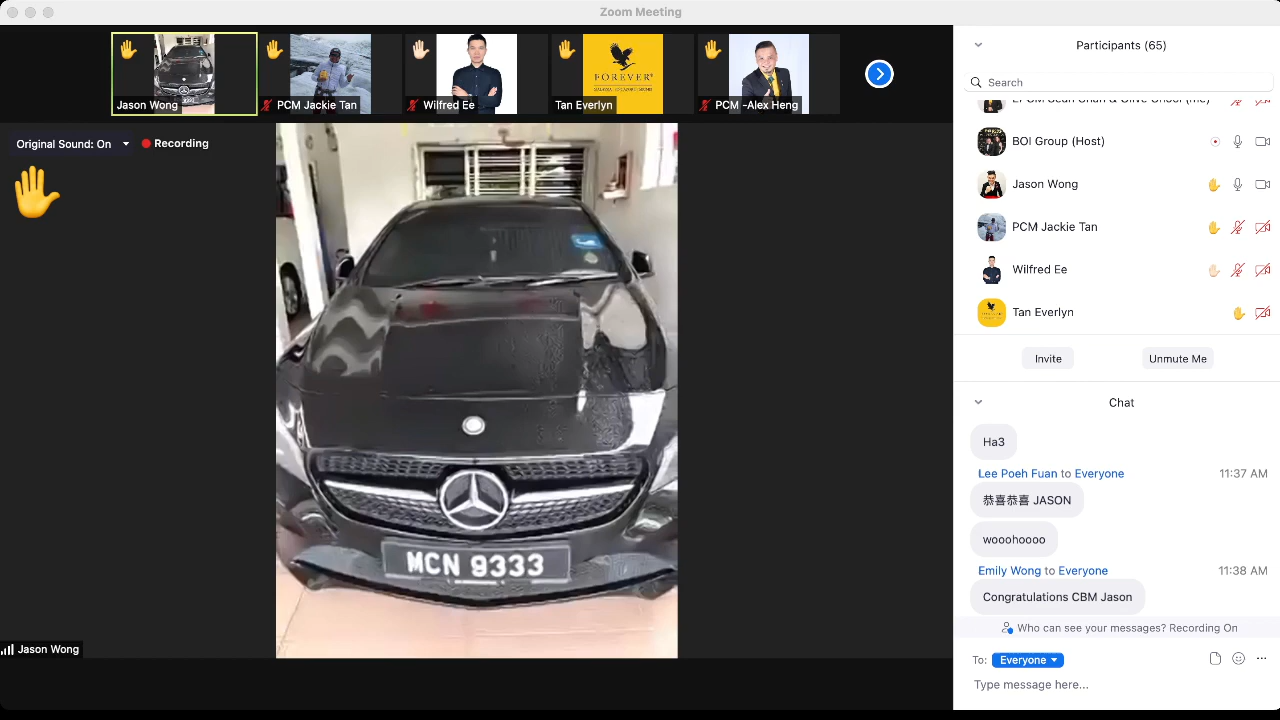 Zoom Meeting
Jason Wong
PCM Jackie Tan
Wilfred Ee
Tan Everlyn
PCM -Alex Heng
FOREVER
Original Sound: On
Recording
MCN 9333
Jason Wong
Participants (65)
Search
BOI Group (Host)
Jason Wong
PCM Jackie Tan
Wilfred Ee
Tan Everlyn
Invite
Unmute Me
Chat
Ha3
Lee Poeh Fuan to Everyone 11:37 AM
恭喜恭喜 JASON
wooohoooo
Emily Wong to Everyone 11:38 AM
Congratulations CBM Jason
Who can see your messages? Recording On
To: Everyone
Type message here...